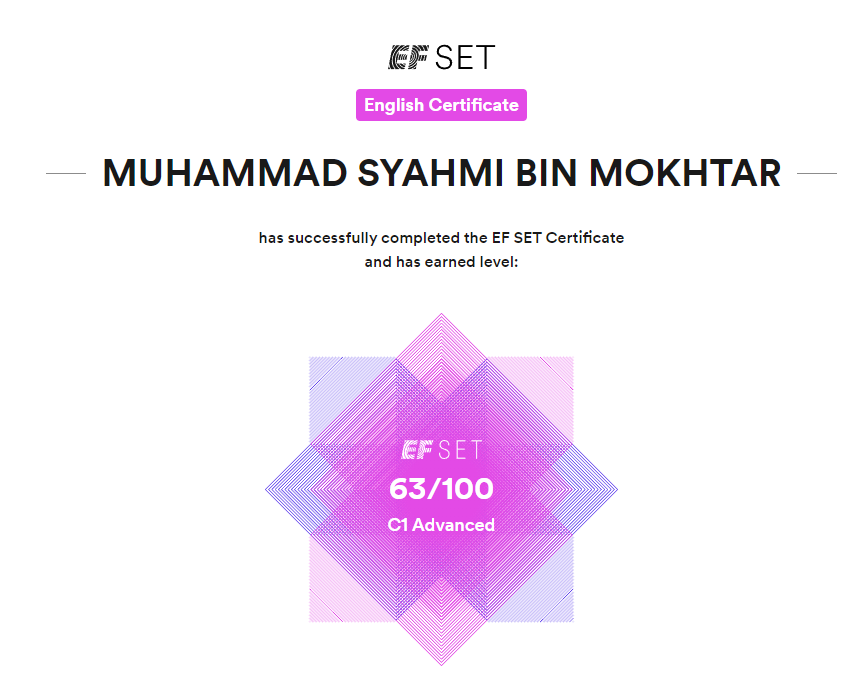 EF SET
English Certificate
MUHAMMAD SYAHMI BIN MOKHTAR
has successfully completed the EF SET Certificate
and has earned level:
EF SET
63/100
C1 Advanced